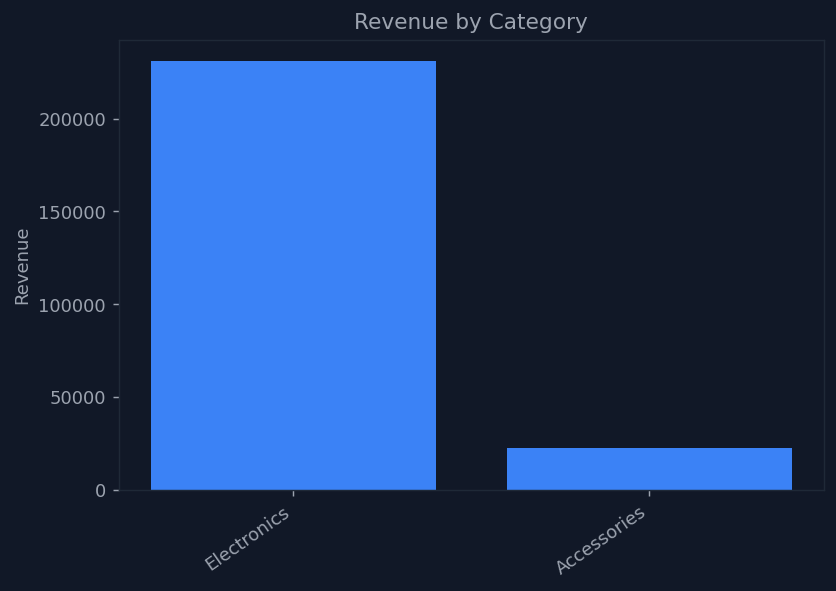 Revenue by Category
Revenue
200000
150000
100000
50000
0
Electronics
Accessories